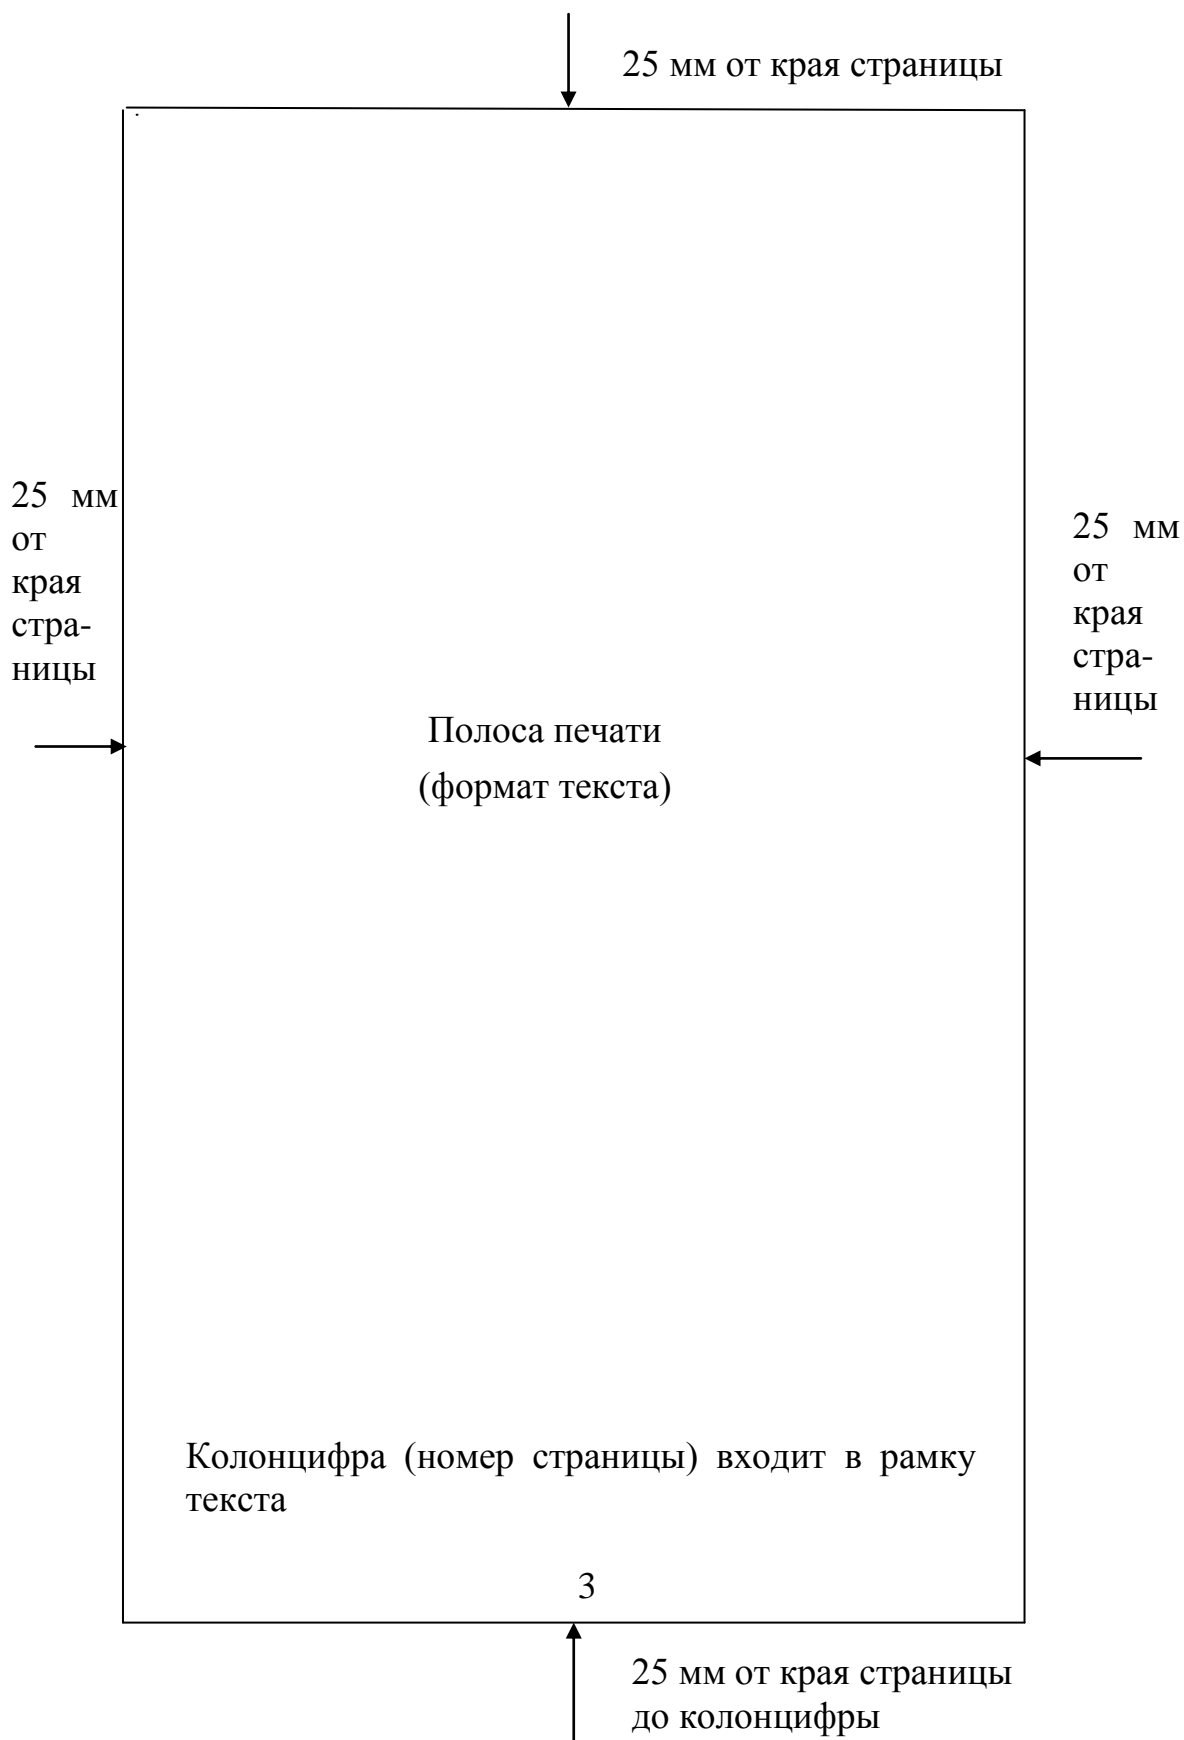 25 мм от края страницы
25 мм
от
края
стра-
ницы
25 мм
от
края
стра-
ницы
Полоса печати
(формат текста)
Колонцифра (номер страницы) входит в рамку
текста
3
25 мм от края страницы
до колонцифры